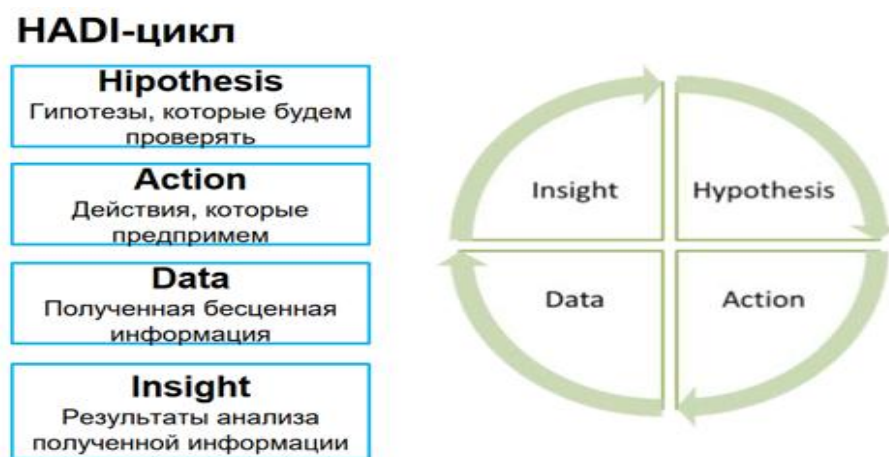 HADI-цикл
Hipothesis
Гипотезы, которые будем
проверять
Action
Действия, которые
предпримем
Data
Полученная бесценная
информация
Insight
Результаты анализа
полученной информации
Insight
Hypothesis
Data
Action